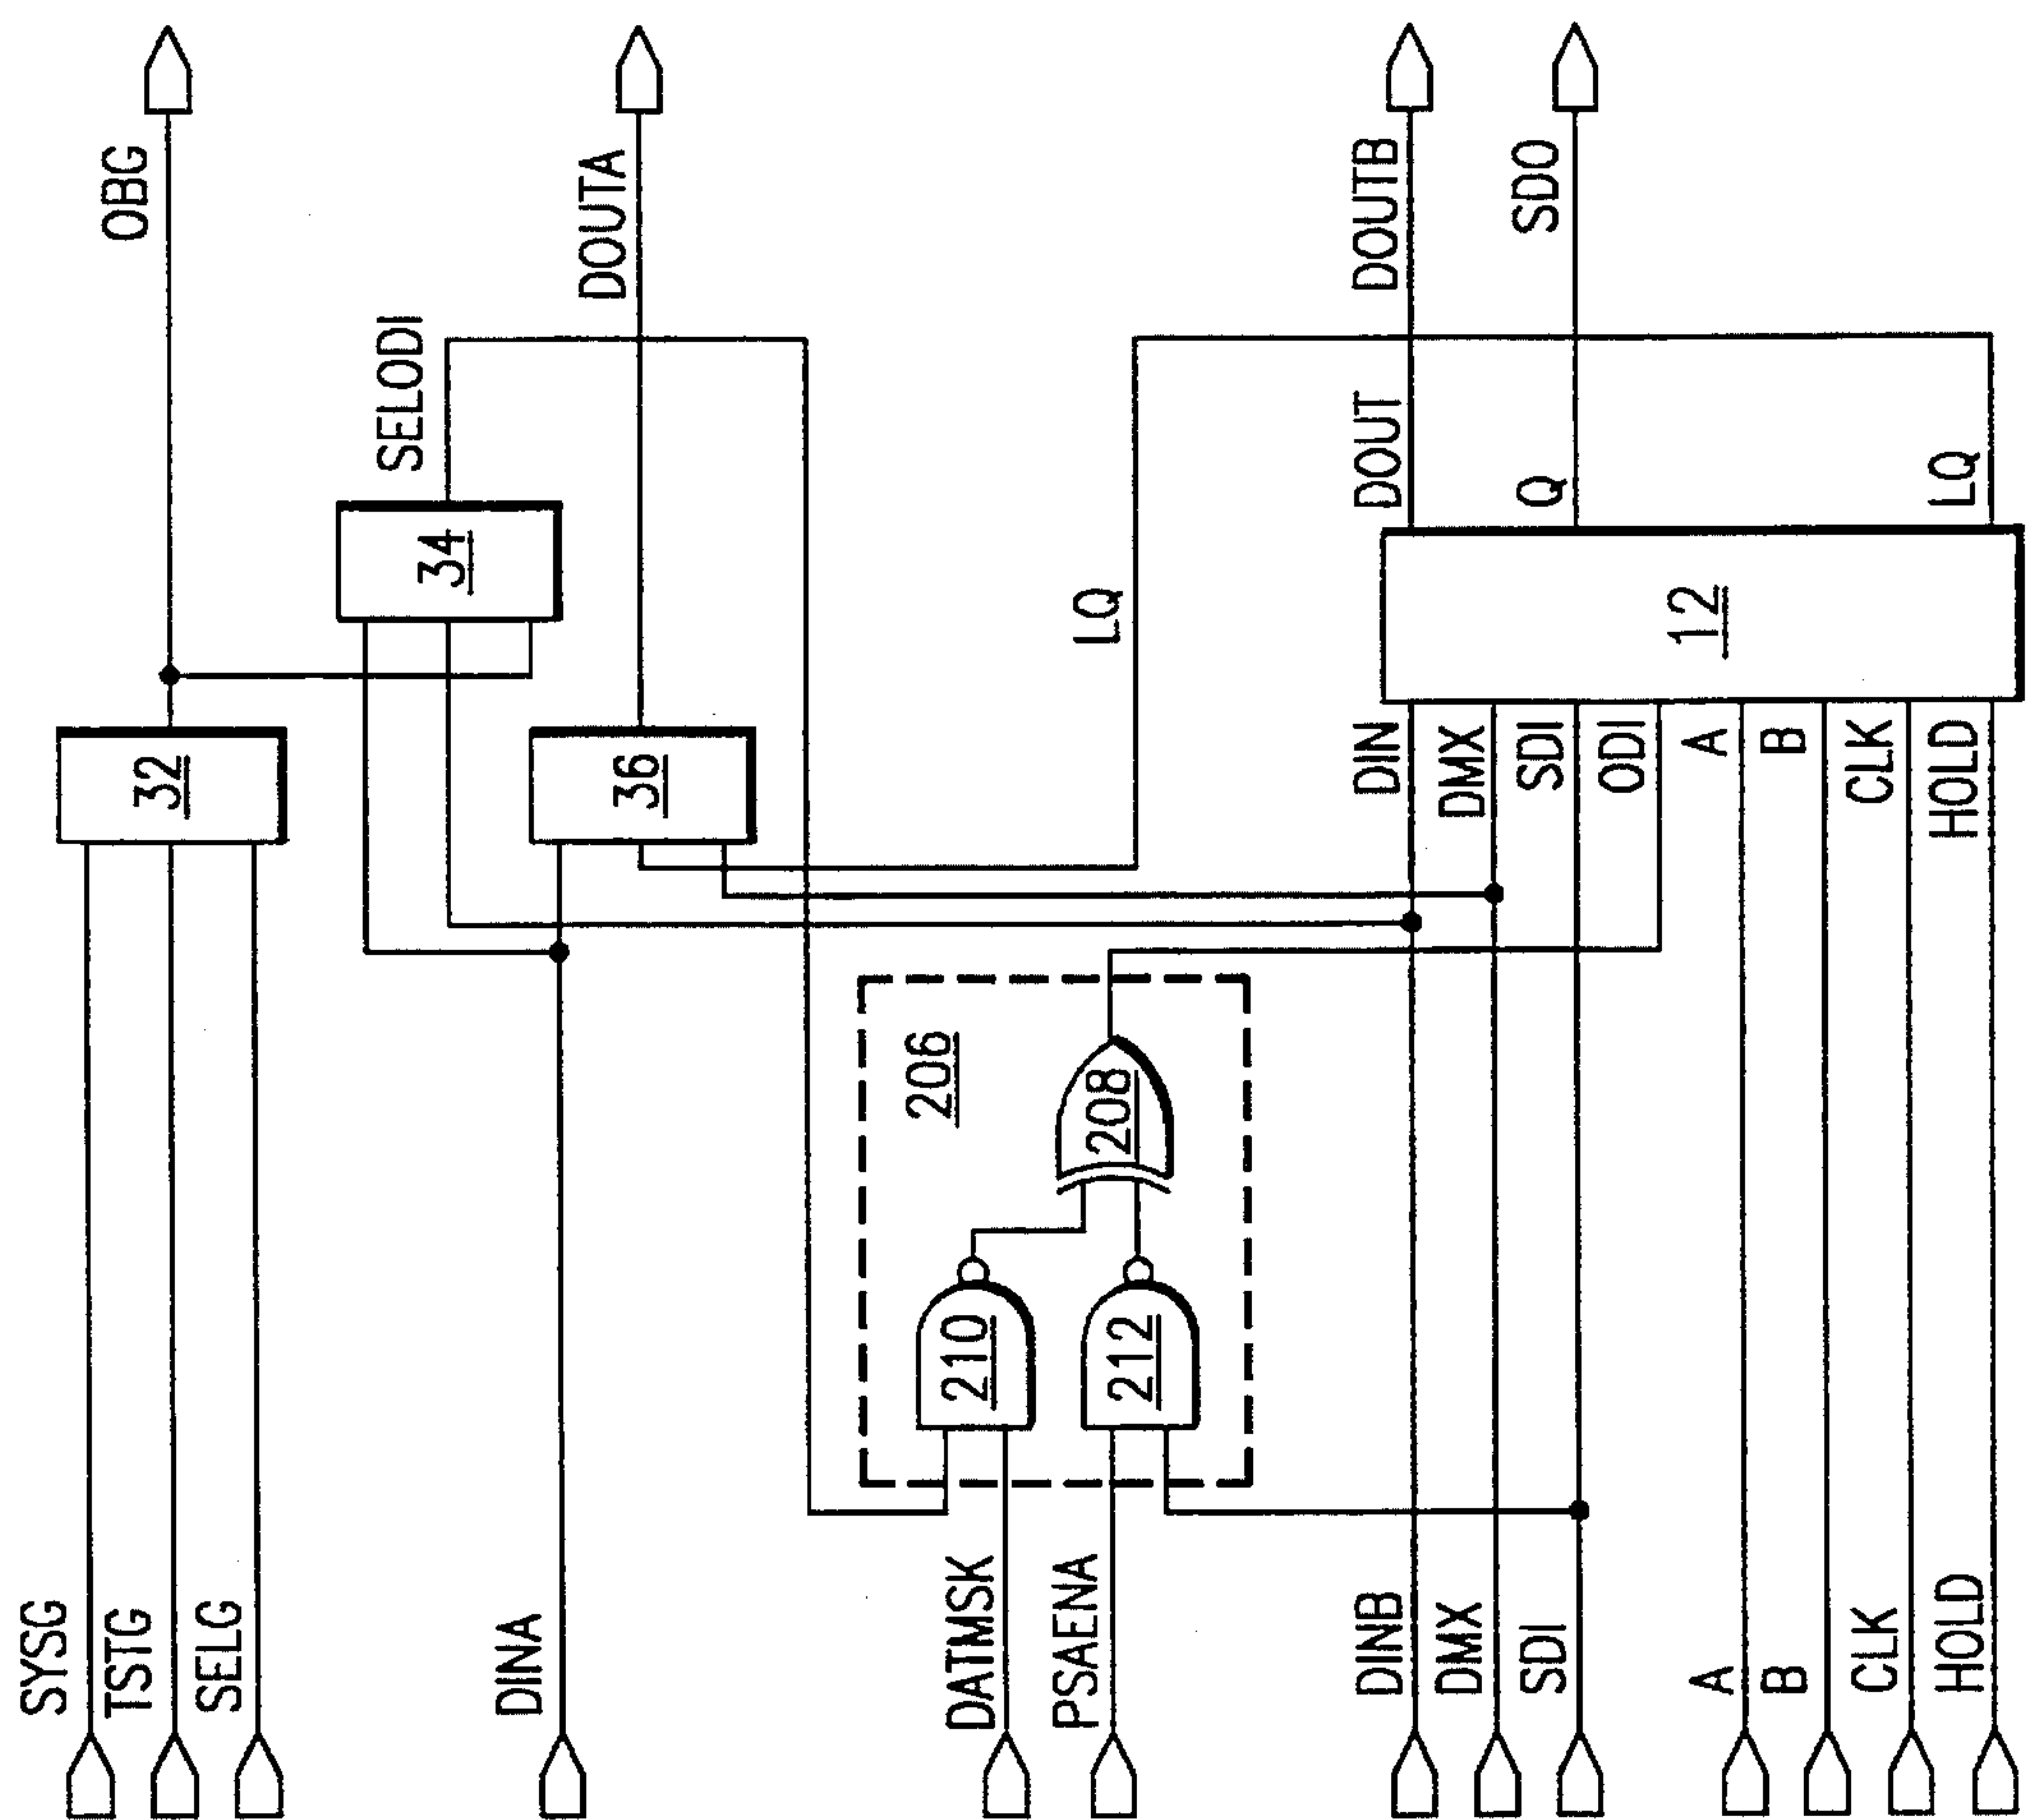 SYSG
TSTG
SELG
DINA
DATMSK
PSAENA
DINB
DMX
SDI
A
B
CLK
HOLD
206
210
212
208
32
36
34
SELODI
LQ
DIN
DMX
SDI
ODI
A
B
CLK
HOLD
12
DOUT
Q
LQ
OBG
DOUTA
DOUTB
SDO